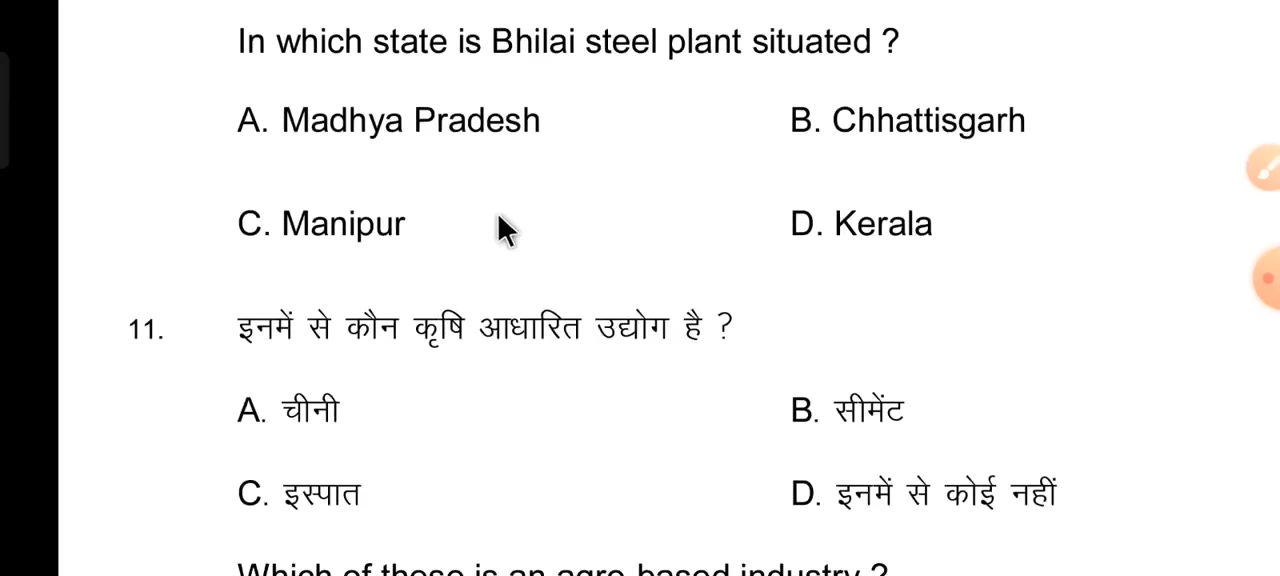 In which state is Bhilai steel plant situated ?
A. Madhya Pradesh B. Chhattisgarh
C. Manipur D. Kerala
11. इनमें से कौन कृषि आधारित उद्योग है ?
A. चीनी B. सीमेंट
C. इस्पात D. इनमें से कोई नहीं
Which of these is an agro based industry ?